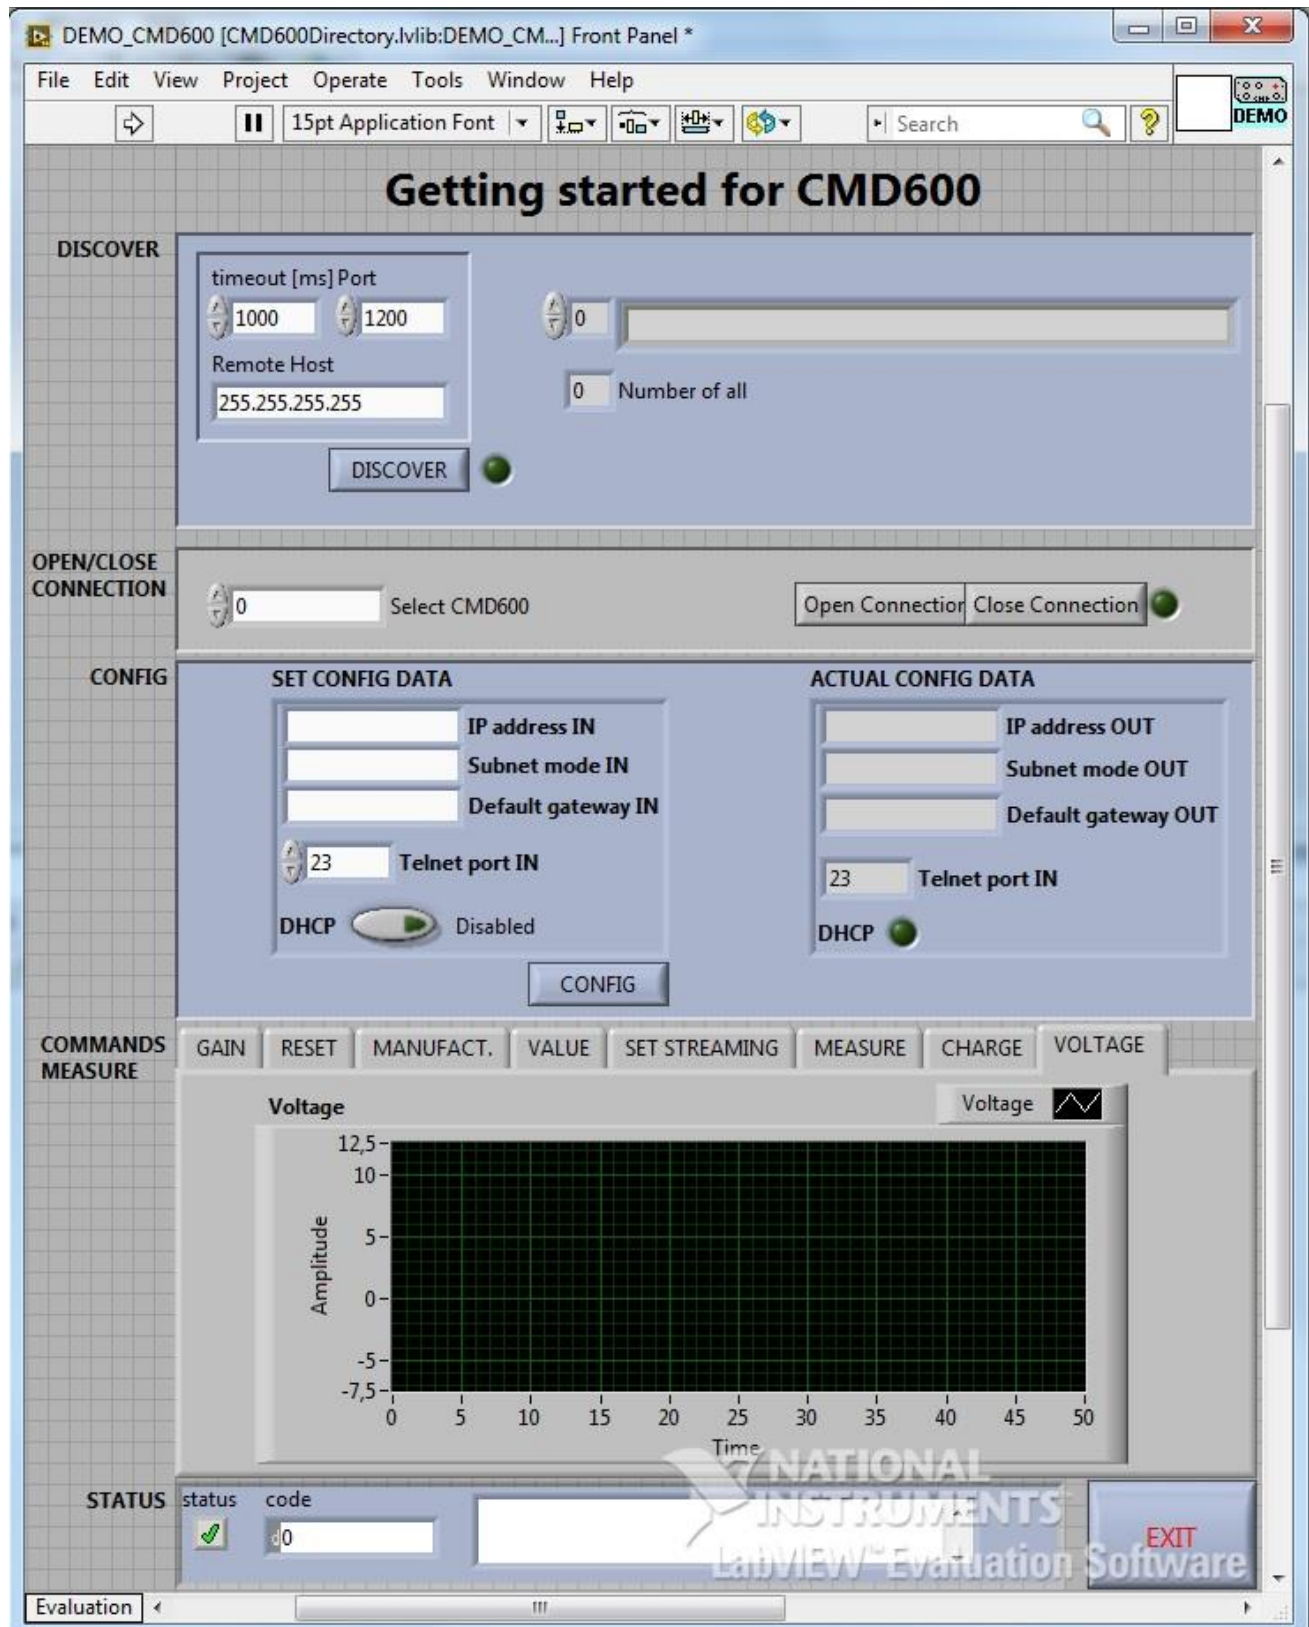 DEMO_CMD600 [CMD600Directory.lvlib:DEMO_CM...] Front Panel *
File Edit View Project Operate Tools Window Help
15pt Application Font Search ? DEMO
Getting started for CMD600
DISCOVER
timeout [ms] Port
1000 1200 0
Remote Host
255.255.255.255
0 Number of all
DISCOVER
OPEN/CLOSE
CONNECTION
0 Select CMD600 Open Connection Close Connection
CONFIG
SET CONFIG DATA ACTUAL CONFIG DATA
IP address IN IP address OUT
Subnet mode IN Subnet mode OUT
Default gateway IN Default gateway OUT
23 Telnet port IN 23 Telnet port IN
DHCP Disabled DHCP
CONFIG
COMMANDS
MEASURE
GAIN RESET MANUFACT. VALUE SET STREAMING MEASURE CHARGE VOLTAGE
Voltage Voltage
12,5
10
5
0
-5
-7,5
Amplitude
0 5 10 15 20 25 30 35 40 45 50
Time
NATIONAL
INSTRUMENTS
LabVIEW™ Evaluation Software
STATUS status code
d 0
EXIT
Evaluation